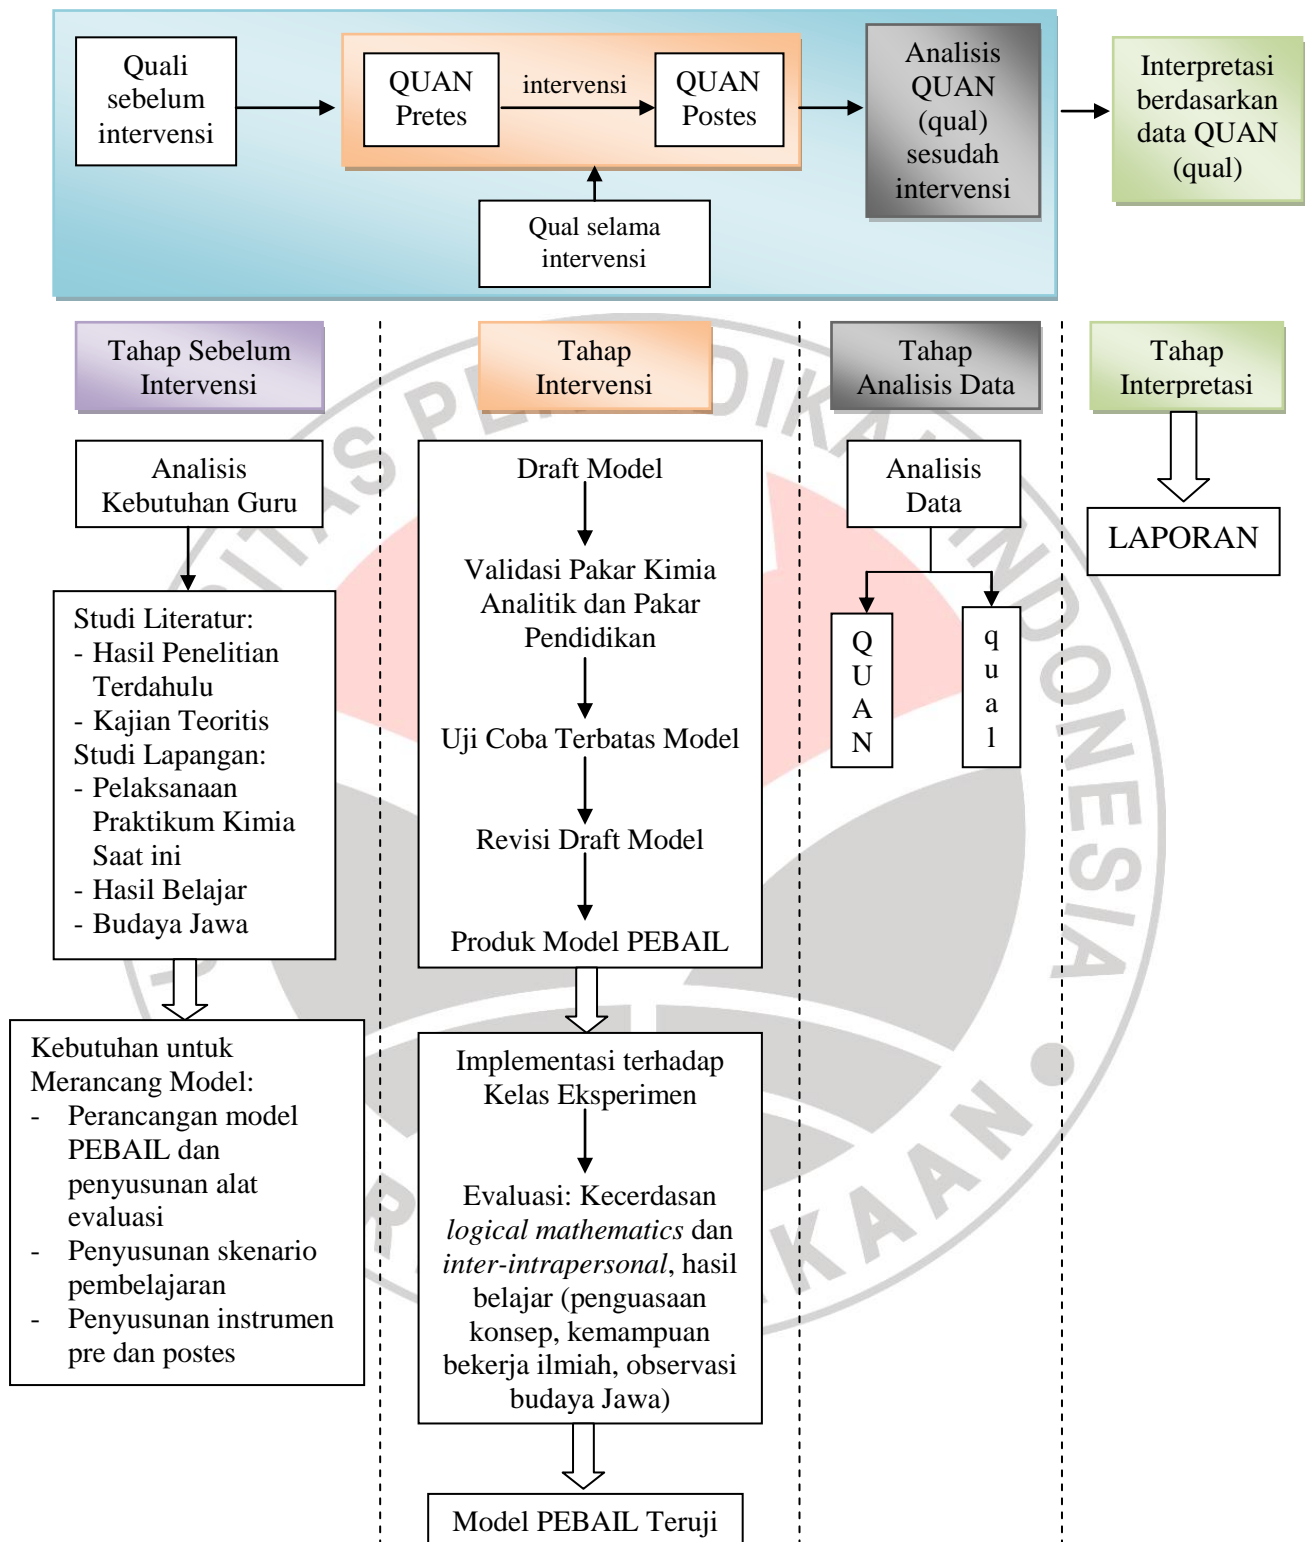 Quali
sebelum
intervensi
QUAN
Pretes
intervensi
QUAN
Postes
Qual selama
intervensi
Analisis
QUAN
(qual)
sesudah
intervensi
Interpretasi
berdasarkan
data QUAN
(qual)
Tahap Sebelum
Intervensi
Analisis
Kebutuhan Guru
Studi Literatur:
- Hasil Penelitian
Terdahulu
- Kajian Teoritis
Studi Lapangan:
- Pelaksanaan
Praktikum Kimia
Saat ini
- Hasil Belajar
- Budaya Jawa
Kebutuhan untuk
Merancang Model:
- Perancangan model
PEBAIL dan
penyusunan alat
evaluasi
- Penyusunan skenario
pembelajaran
- Penyusunan instrumen
pre dan postes
Tahap
Intervensi
Draft Model
Validasi Pakar Kimia
Analitik dan Pakar
Pendidikan
Uji Coba Terbatas Model
Revisi Draft Model
Produk Model PEBAIL
Implementasi terhadap
Kelas Eksperimen
Evaluasi: Kecerdasan
logical mathematics dan
inter-intrapersonal, hasil
belajar (penguasaan
konsep, kemampuan
bekerja ilmiah, observasi
budaya Jawa)
Model PEBAIL Teruji
Tahap
Analisis Data
Analisis
Data
Q
U
A
N
q
u
a
l
Tahap
Interpretasi
LAPORAN
INDONESIA